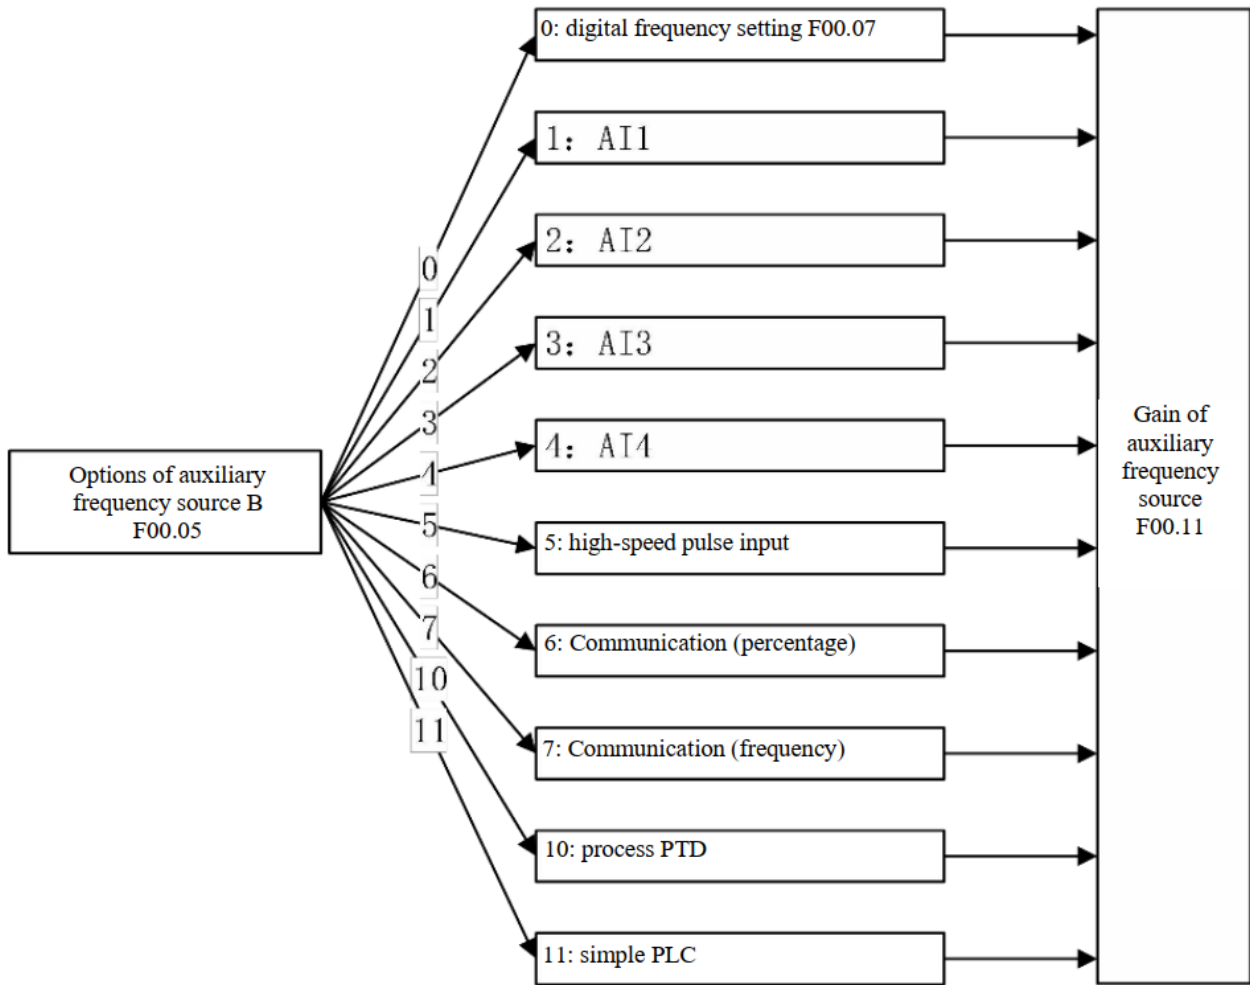 0: digital frequency setting F00.07
1: AI1
2: AI2
3: AI3
4: AI4
5: high-speed pulse input
6: Communication (percentage)
7: Communication (frequency)
10: process PTD
11: simple PLC
0
1
2
3
4
5
6
7
10
11
Options of auxiliary
frequency source B
F00.05
Gain of
auxiliary
frequency
source
F00.11